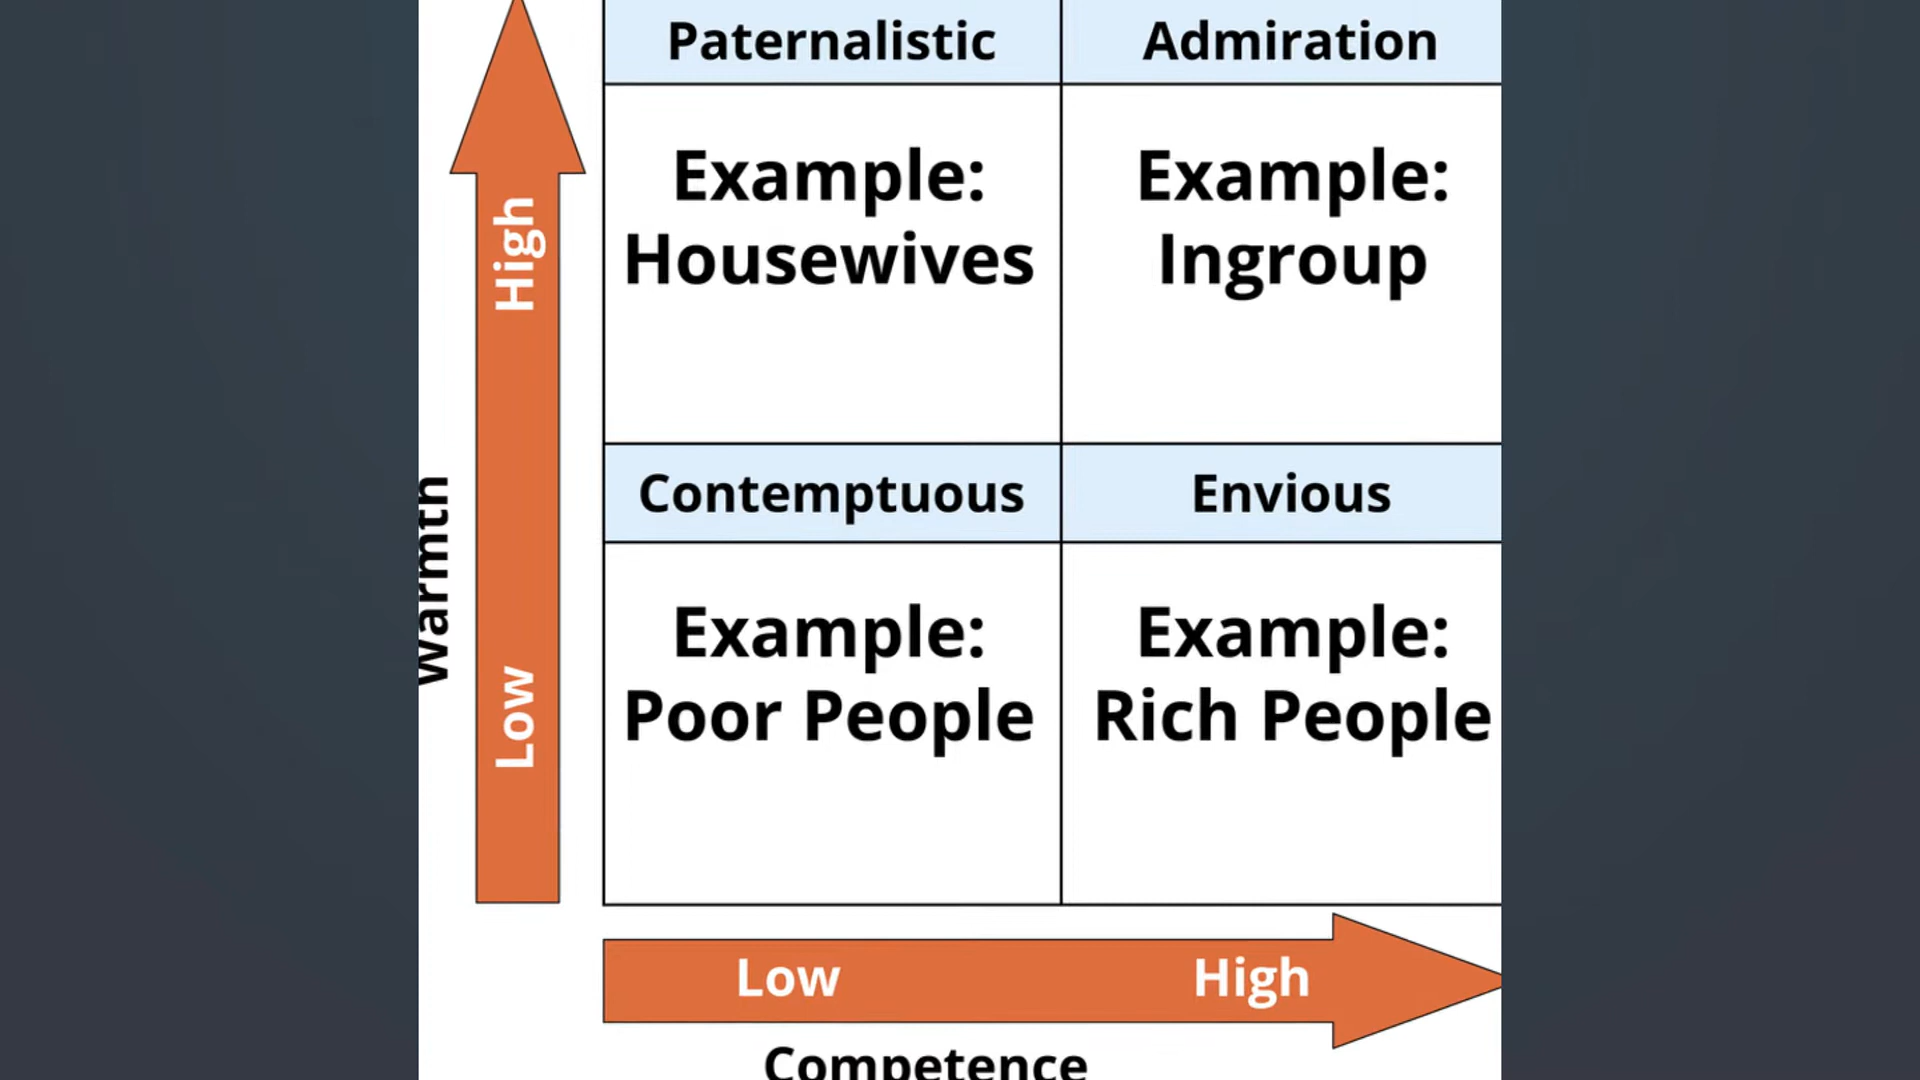 Paternalistic
Admiration
Example:
Housewives
Example:
Ingroup
High
Contemptuous
Envious
Warmth
Example:
Poor People
Example:
Rich People
Low
Low
High
Competence